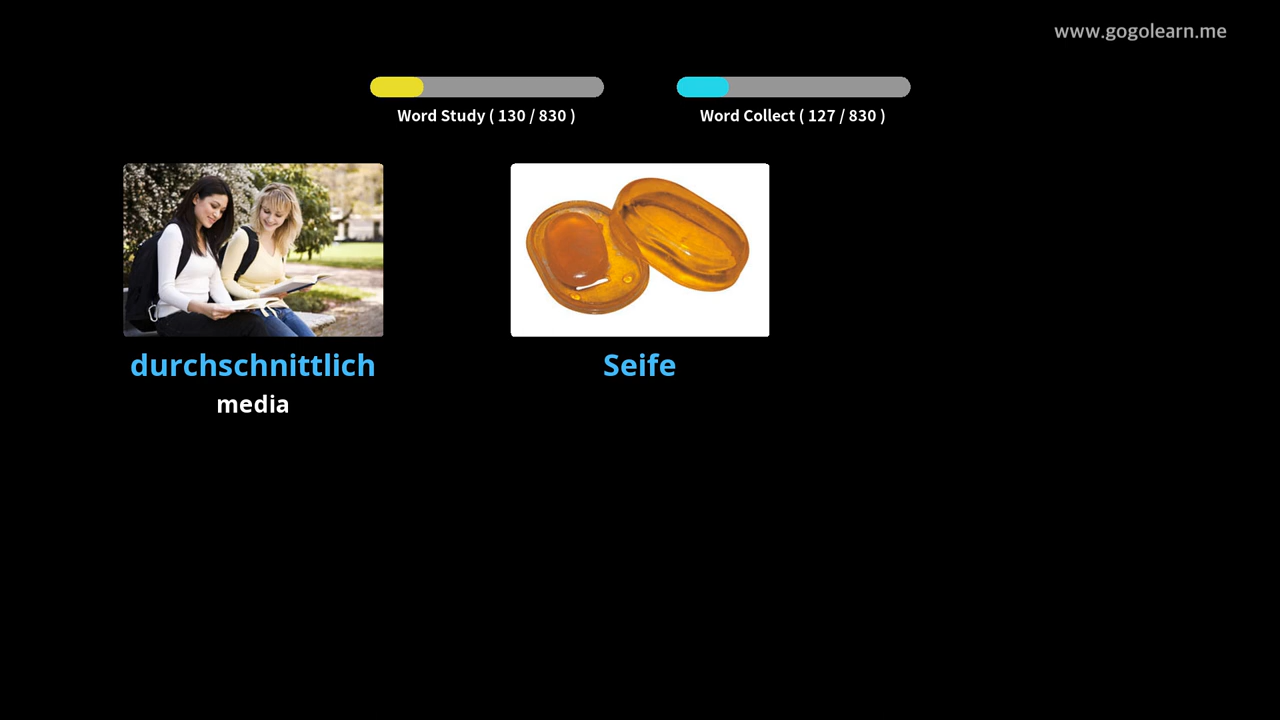 www.gogolearn.me
Word Study ( 130 / 830 )
Word Collect ( 127 / 830 )
durchschnittlich
media
Seife